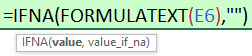 =IFNA(FORMULATEXT(E6),"")
IFNA(value, value_if_na)